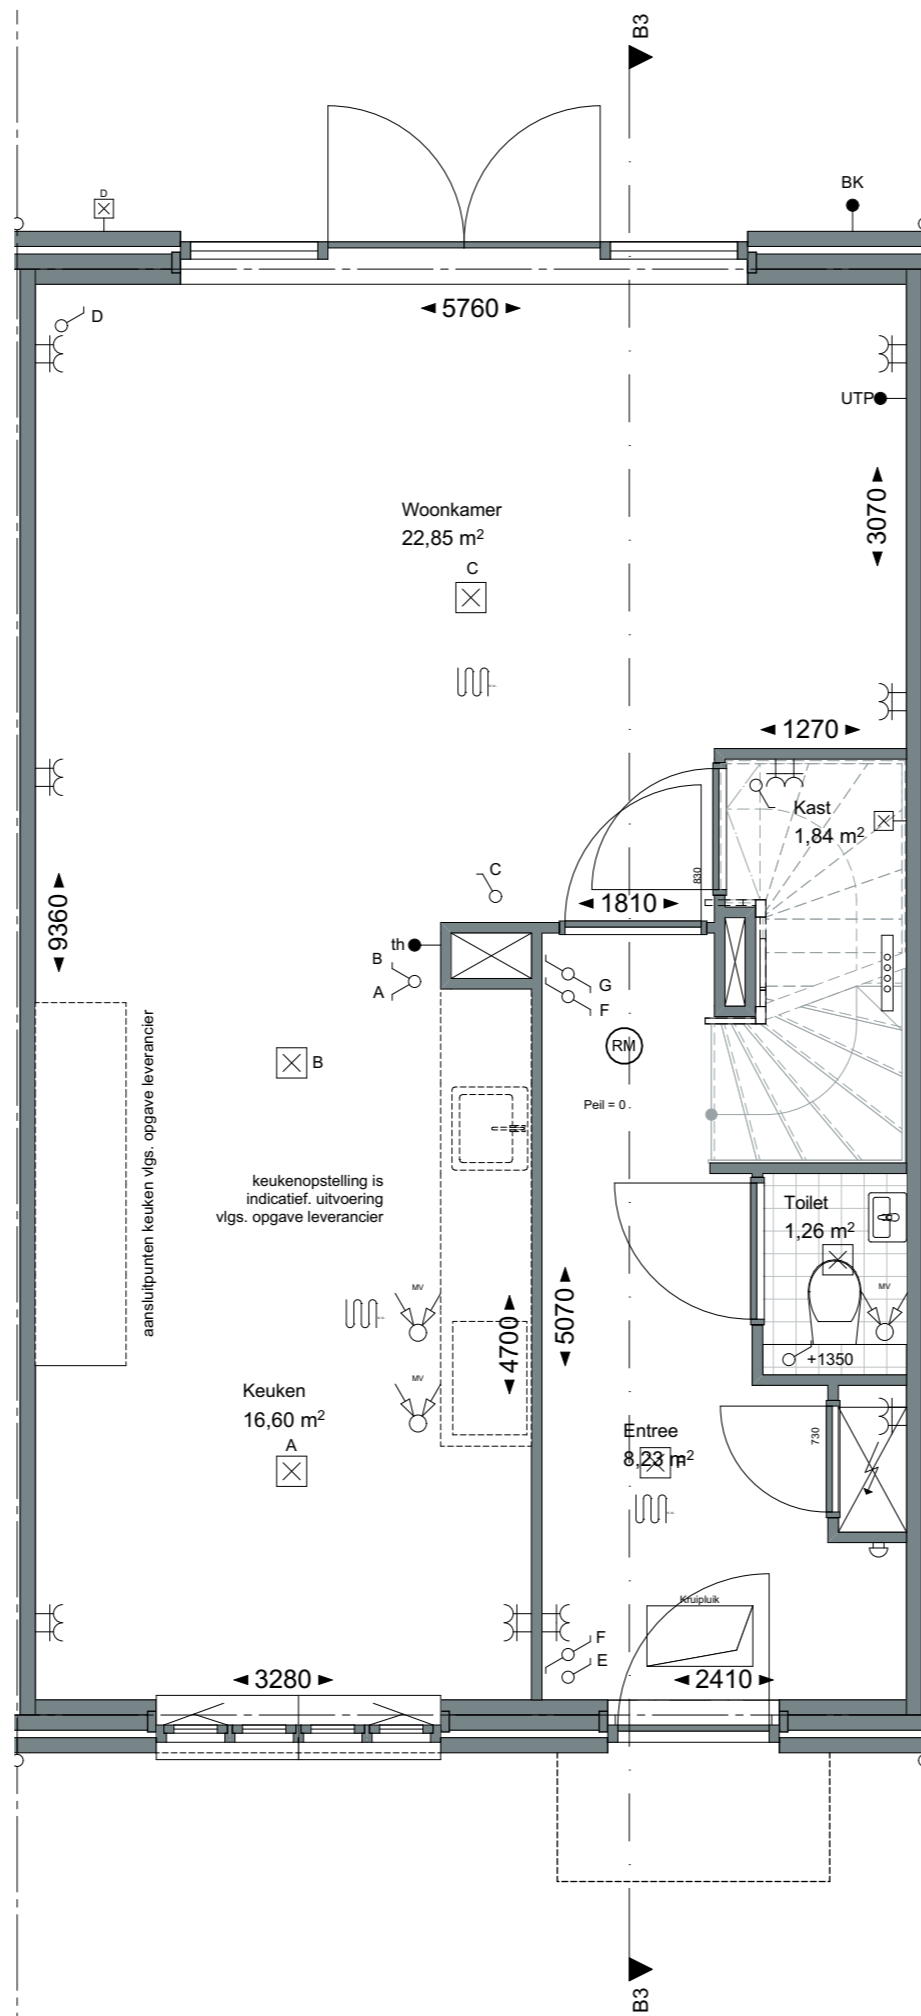 B3
D
BK
5760
D
UTP
3070
Woonkamer
22,85 m²
C
1270
Kast
1,84 m²
830
C
1810
9360
th
B
A
G
F
RM
B
Peil = 0
aansluitpunten keuken vlgs. opgave leverancier
keukenopstelling is
indicatief. uitvoering
vlgs. opgave leverancier
Toilet
1,26 m²
MV
MV
4700
5070
+1350
MV
Keuken
16,60 m²
A
Entree
8,23 m²
730
Kruipluik
F
E
3280
2410
B3